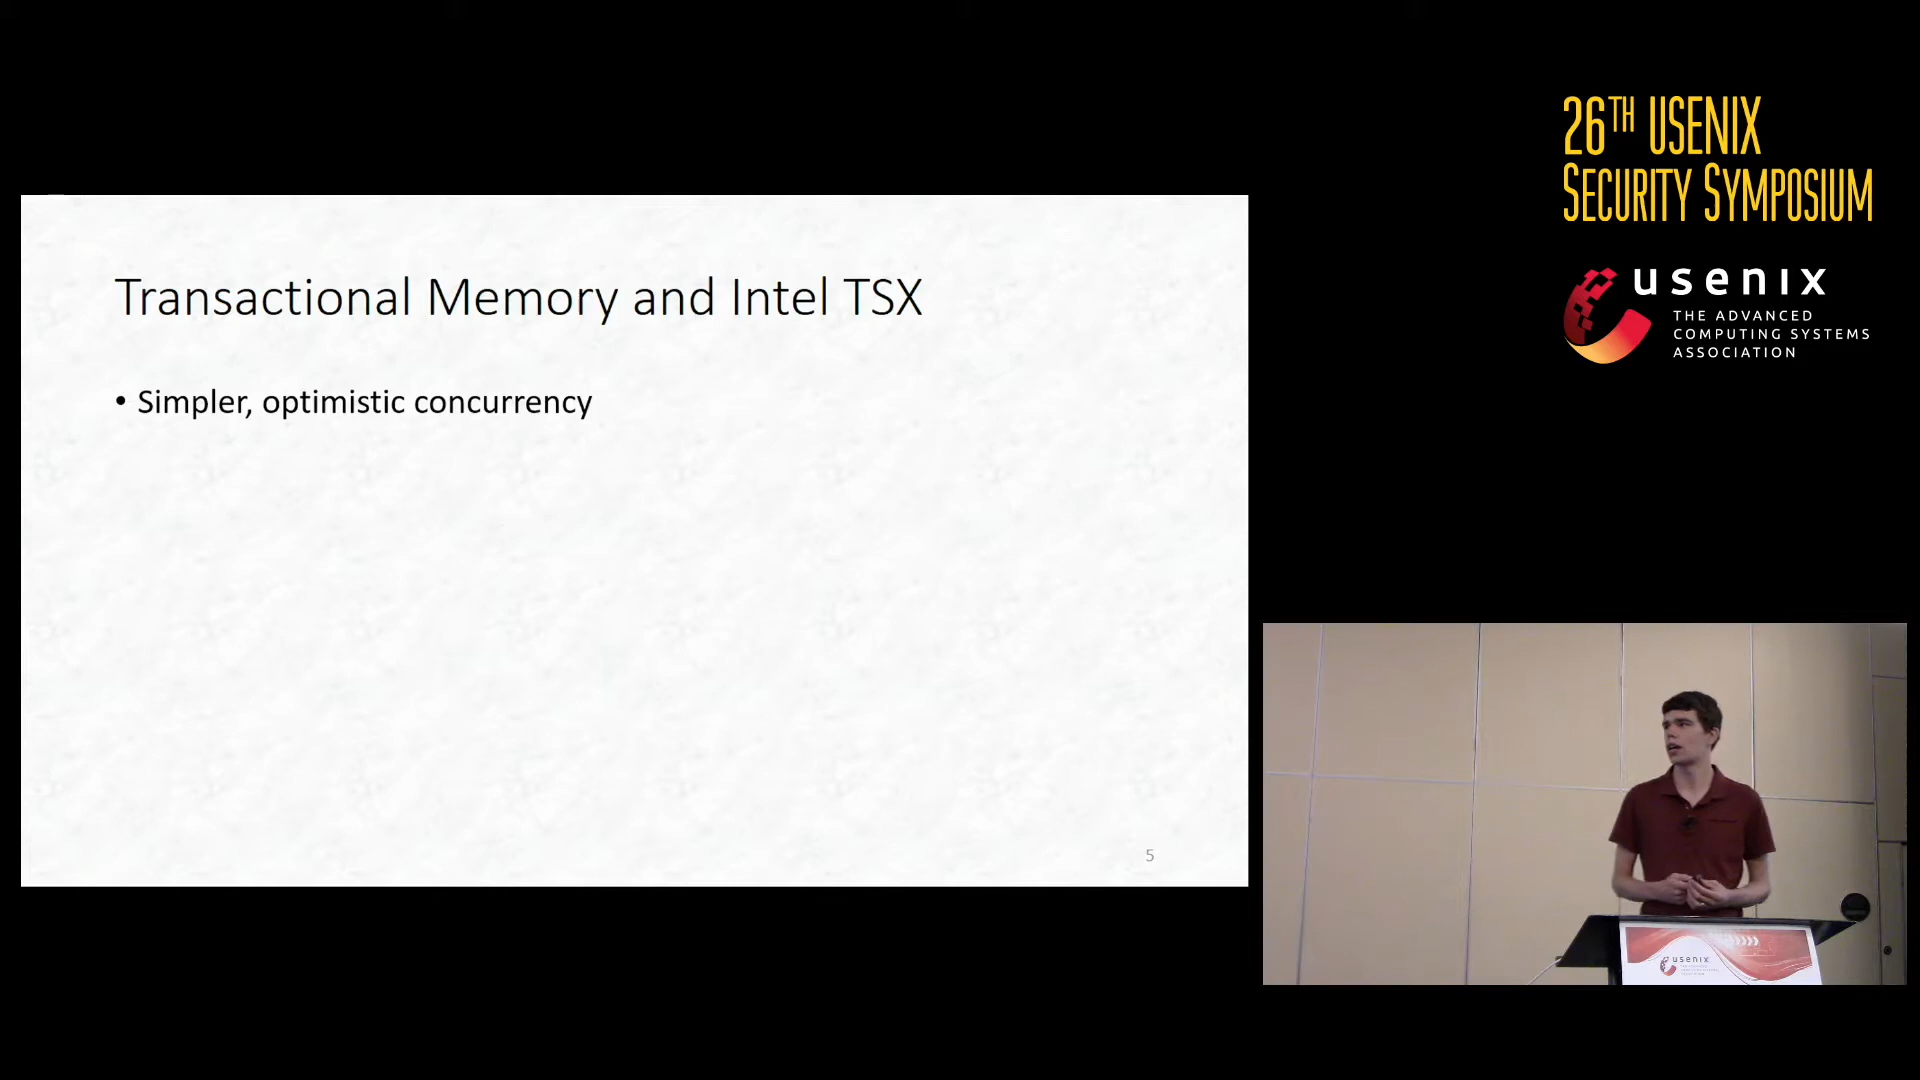 26TH USENIX
SECURITY SYMPOSIUM
usenix
THE ADVANCED
COMPUTING SYSTEMS
ASSOCIATION
Transactional Memory and Intel TSX
• Simpler, optimistic concurrency
5
usenix